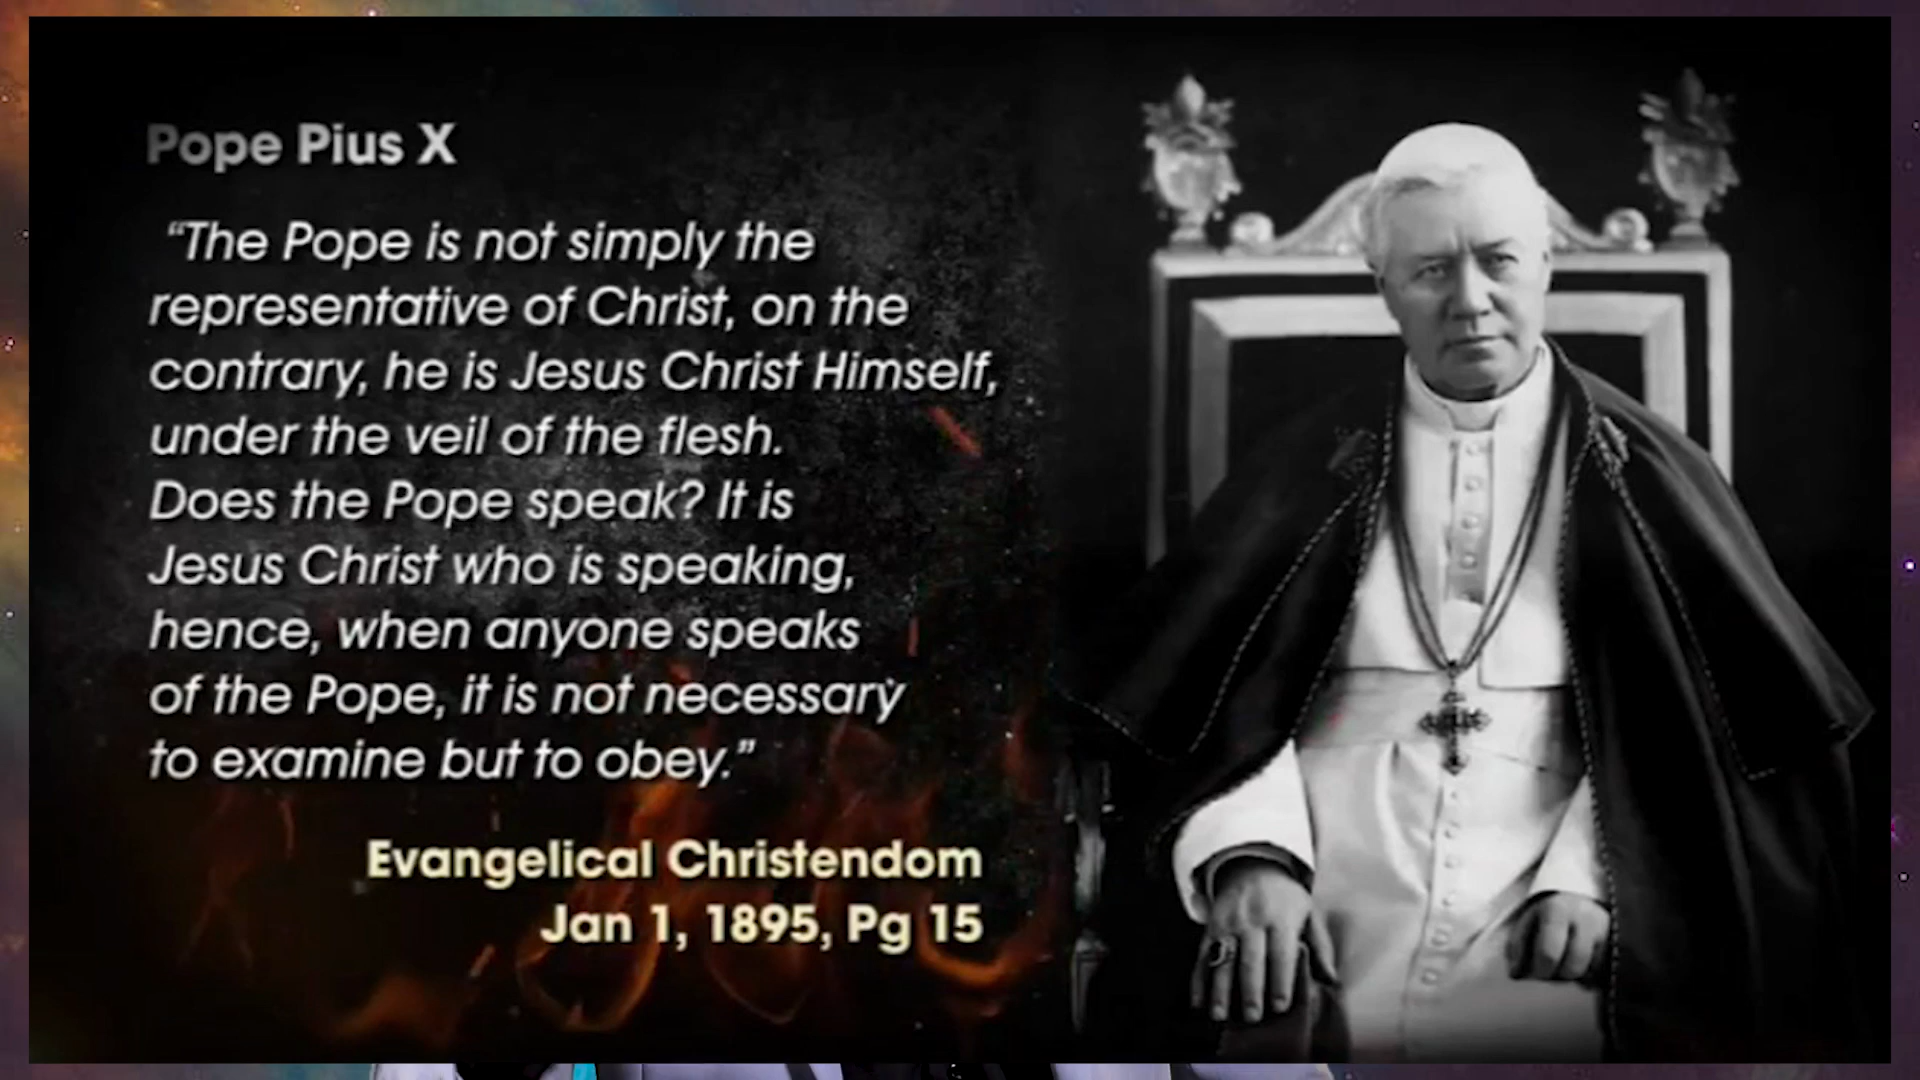 Pope Pius X
“The Pope is not simply the
representative of Christ, on the
contrary, he is Jesus Christ Himself,
under the veil of the flesh.
Does the Pope speak? It is
Jesus Christ who is speaking,
hence, when anyone speaks
of the Pope, it is not necessary
to examine but to obey.”
Evangelical Christendom
Jan 1, 1895, Pg 15